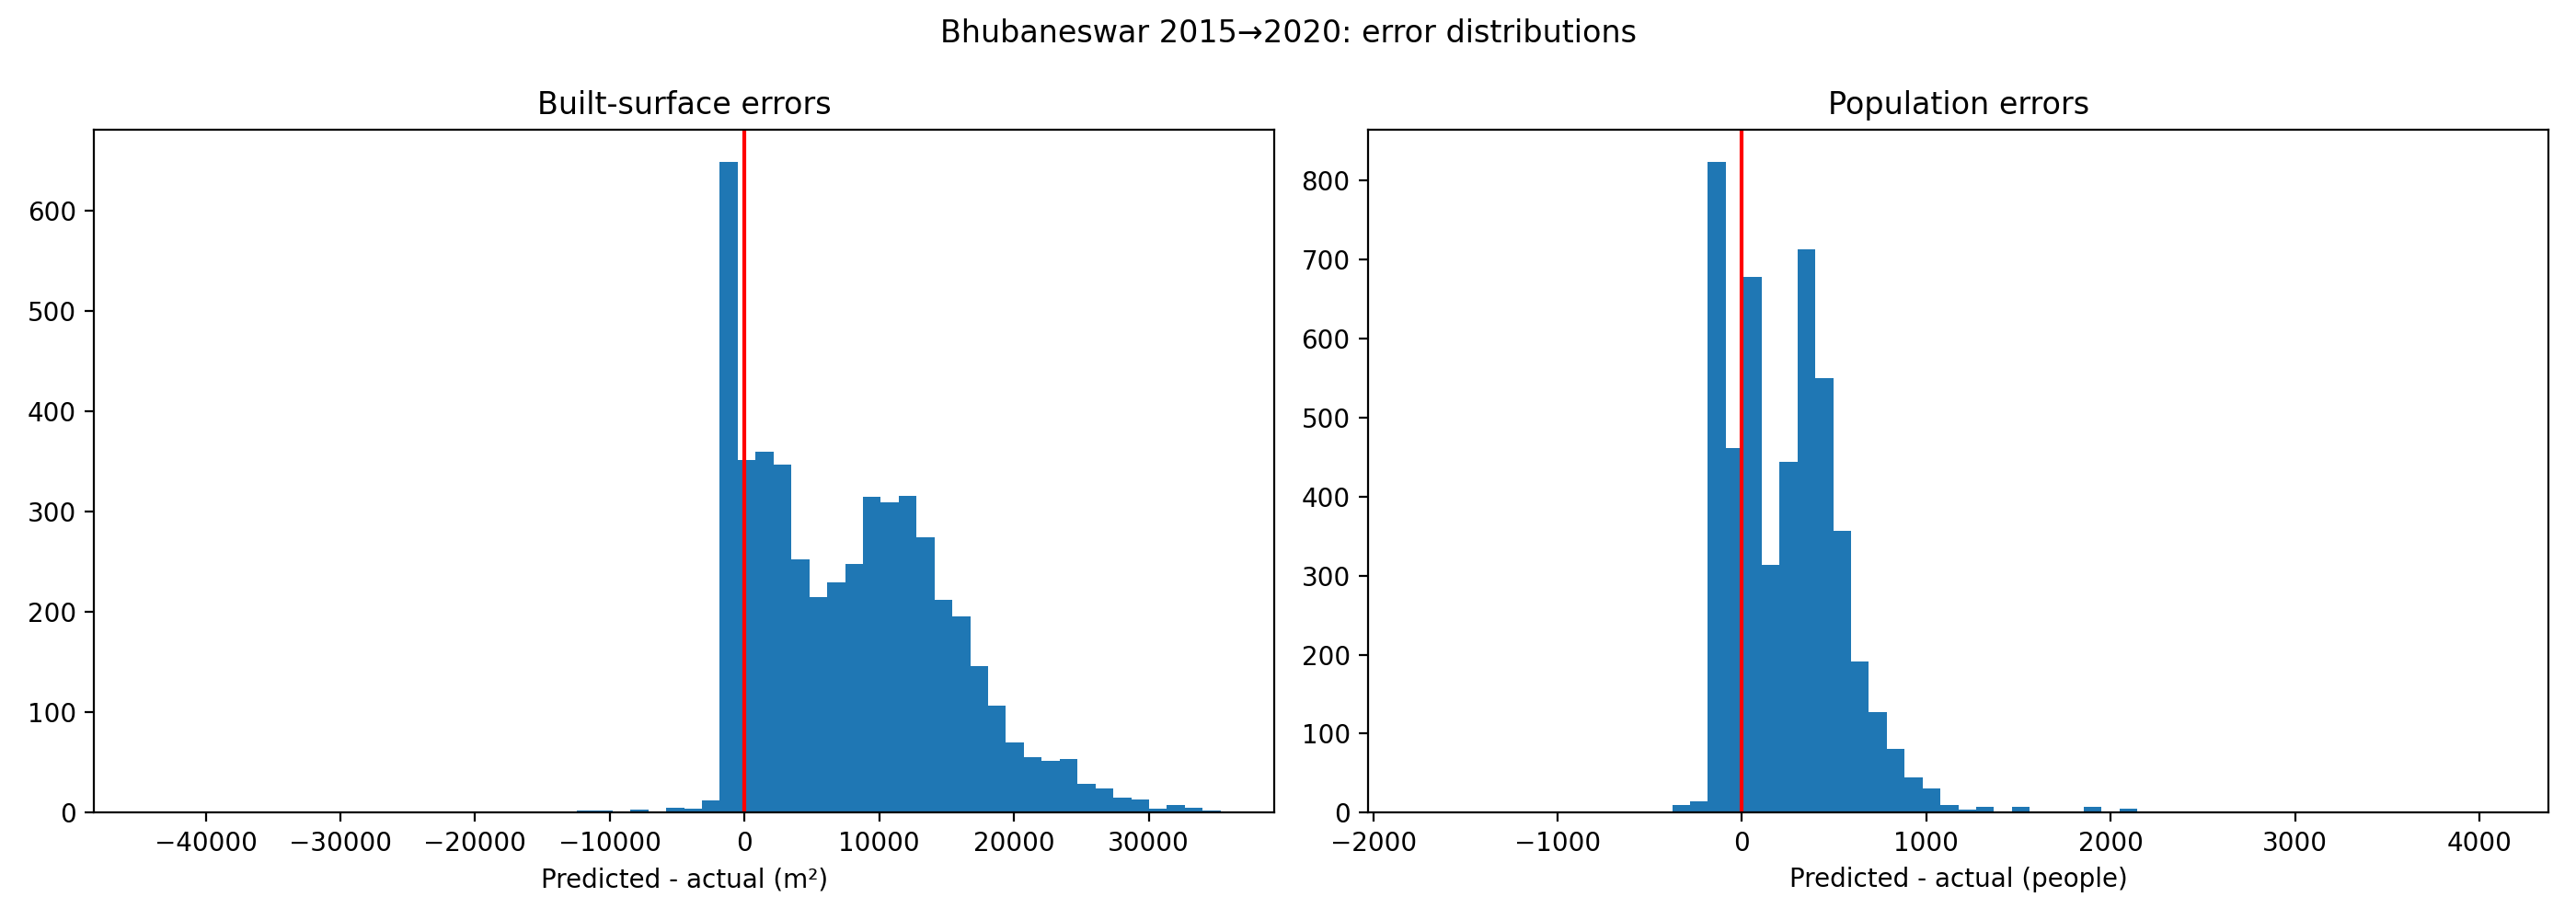 Bhubaneswar 2015→2020: error distributions
Built-surface errors
600
500
400
300
200
100
0
−40000 −30000 −20000 −10000 0 10000 20000 30000
Predicted - actual (m²)
Population errors
800
700
600
500
400
300
200
100
0
−2000 −1000 0 1000 2000 3000 4000
Predicted - actual (people)